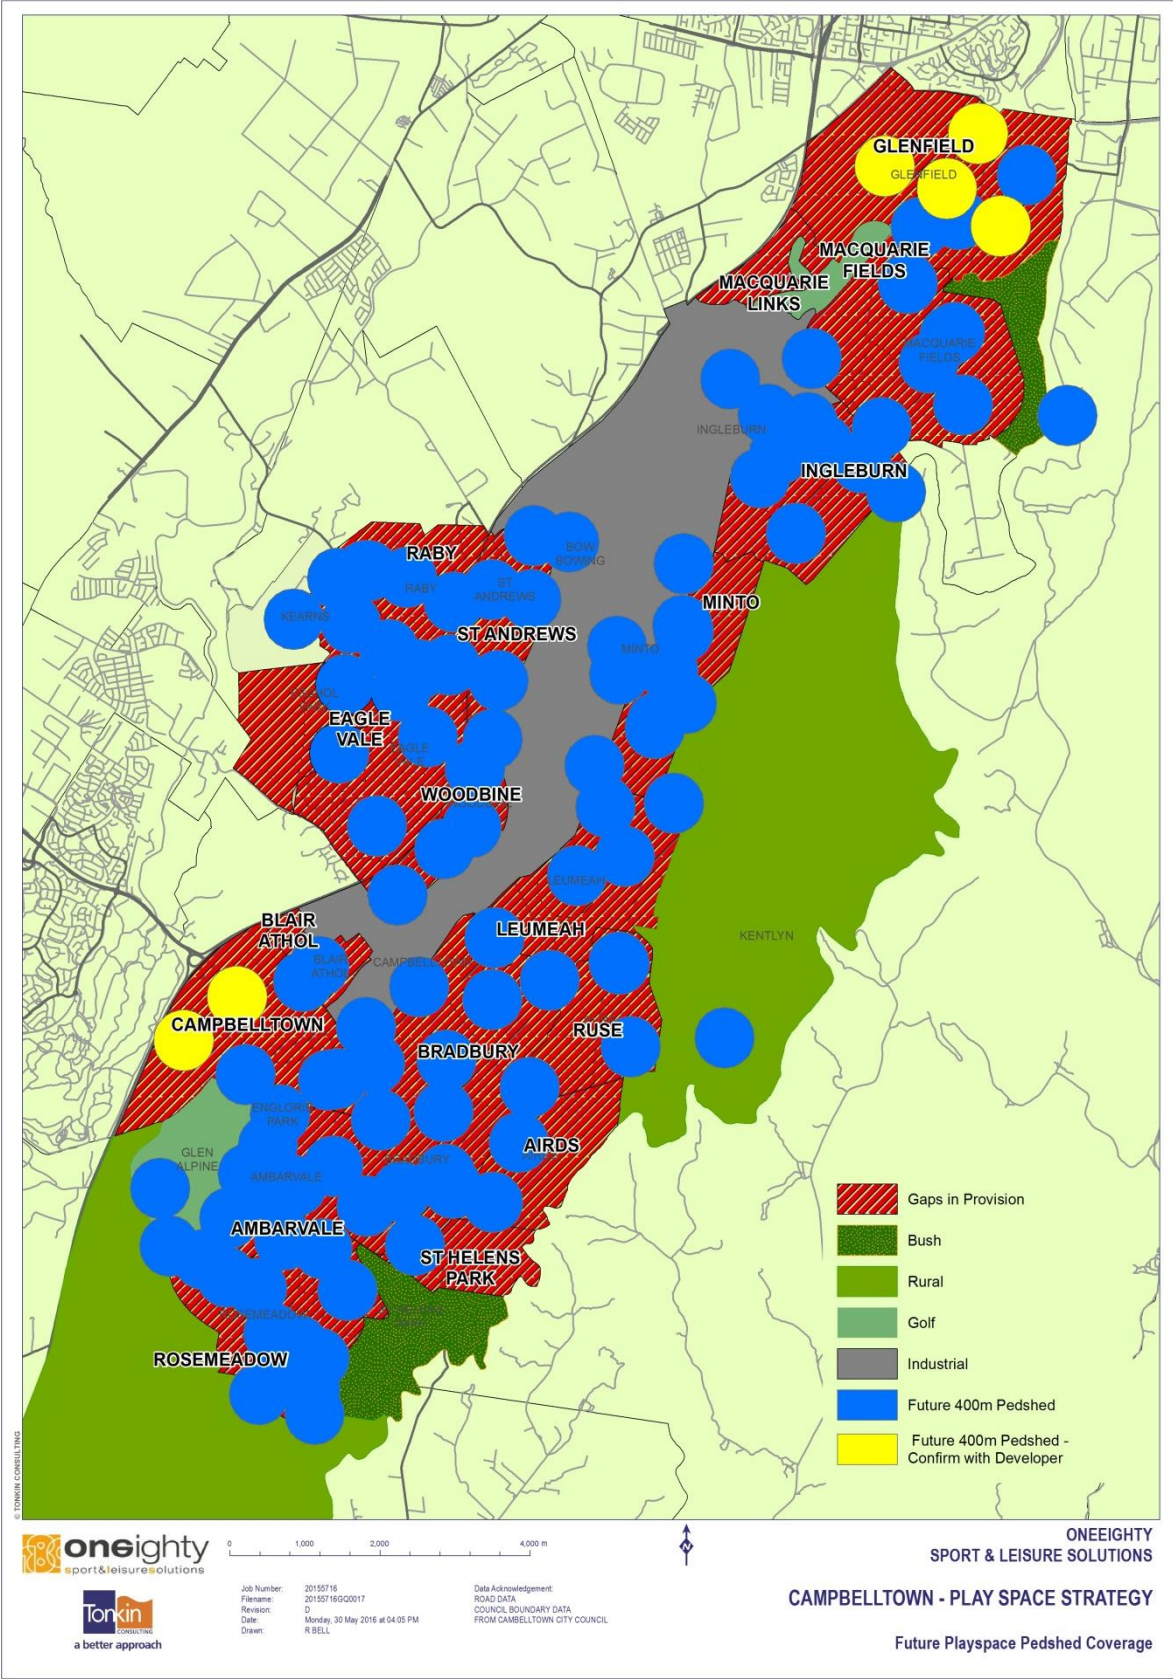 GLENFIELD
GLENFIELD
MACQUARIE
FIELDS
MACQUARIE
LINKS
MACQUARIE
FIELDS
INGLEBURN
INGLEBURN
BOW
BOWING
RABY
RABY
ST
ANDREWS
KEARNS
ST ANDREWS
MINTO
MINTO
EAGLE
VALE
EAGLE
WOODBINE
LEUMEAH
BLAIR
ATHOL
LEUMEAH
KENTLYN
BLAIR
ATHOL
CAMPBELLTOWN
CAMPBELLTOWN
RUSE
BRADBURY
ENGLORIE
PARK
AIRDS
GLEN
ALPINE
BRADBURY
AMBARVALE
AMBARVALE
ST HELENS
PARK
ROSEMEADOW
ROSEMEADOW
Gaps in Provision
Bush
Rural
Golf
Industrial
Future 400m Pedshed
Future 400m Pedshed -
Confirm with Developer
© TONKIN CONSULTING
oneighty
sport&leisuresolutions
Tonkin
CONSULTING
a better approach
0 1,000 2,000 4,000 m
Job Number: 20155716
Filename: 20155716GQ0017
Revision: D
Date: Monday, 30 May 2016 at 04:05 PM
Drawn: R BELL
Data Acknowledgement:
ROAD DATA
COUNCIL BOUNDARY DATA
FROM CAMBELLTOWN CITY COUNCIL
N
ONEEIGHTY
SPORT & LEISURE SOLUTIONS
CAMPBELLTOWN - PLAY SPACE STRATEGY
Future Playspace Pedshed Coverage